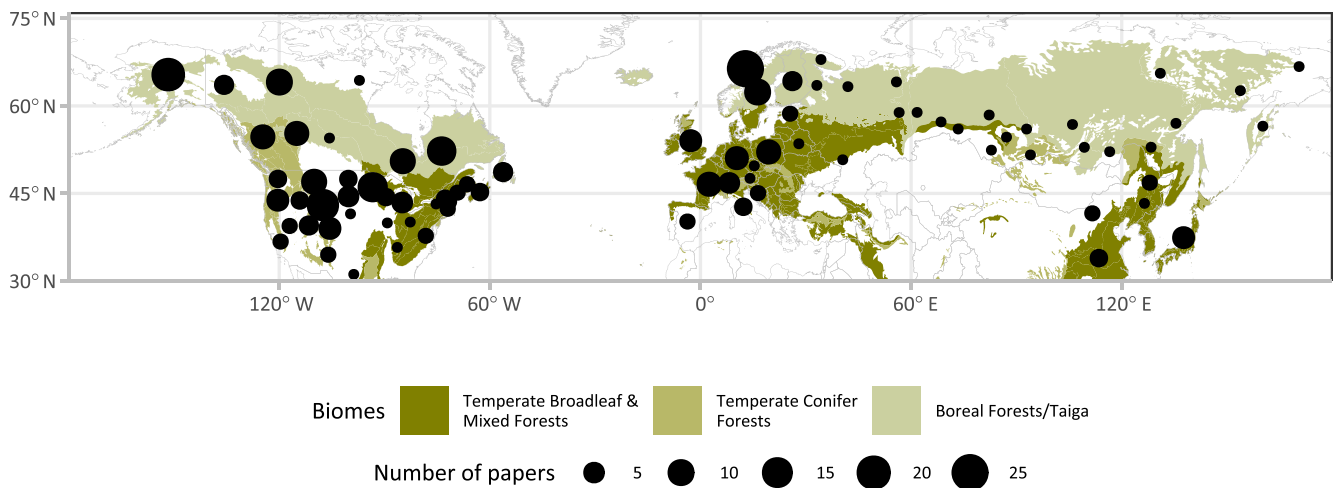 75° N
60° N
45° N
30° N
120° W
60° W
0°
60° E
120° E
Biomes
Temperate Broadleaf &
Mixed Forests
Temperate Conifer
Forests
Boreal Forests/Taiga
Number of papers
5
10
15
20
25